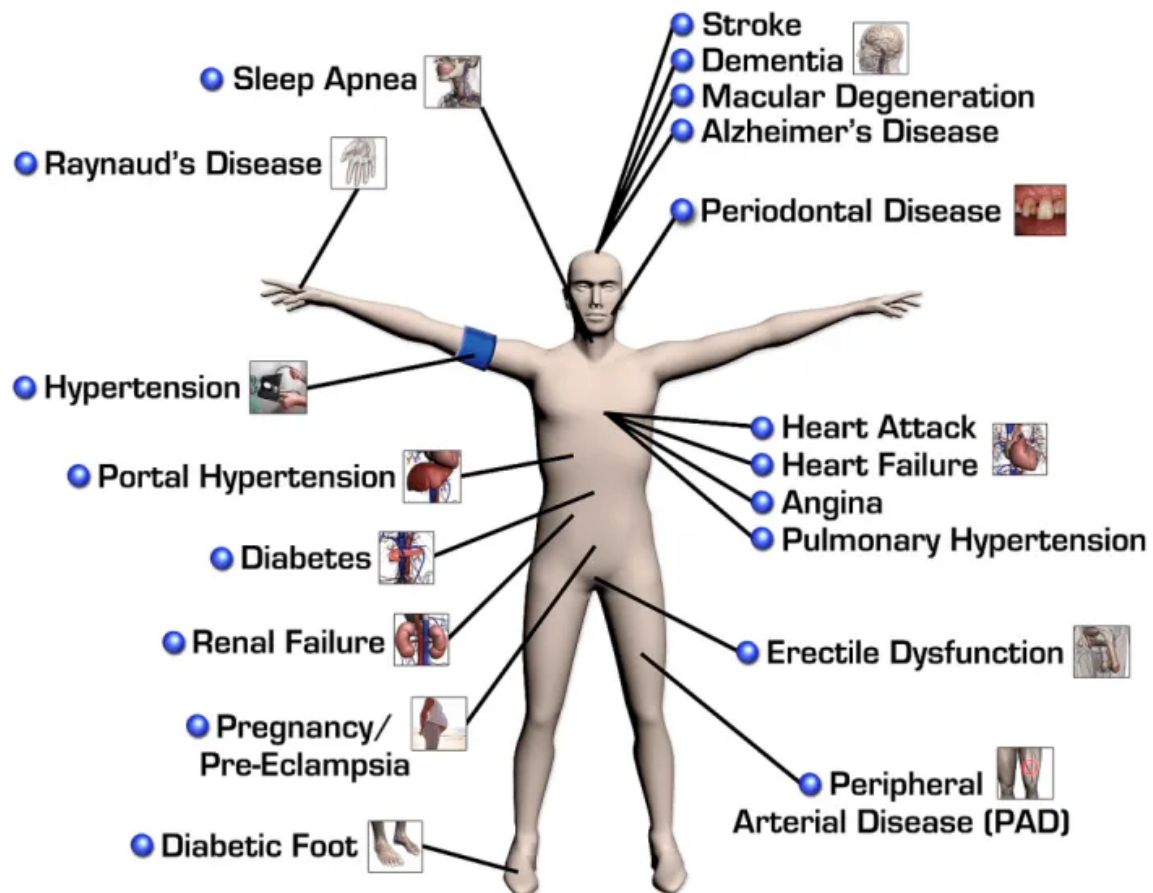 Stroke
Dementia
Macular Degeneration
Alzheimer's Disease
Sleep Apnea
Raynaud's Disease
Periodontal Disease
Hypertension
Heart Attack
Heart Failure
Angina
Pulmonary Hypertension
Portal Hypertension
Diabetes
Renal Failure
Erectile Dysfunction
Pregnancy/
Pre-Eclampsia
Peripheral
Arterial Disease (PAD)
Diabetic Foot